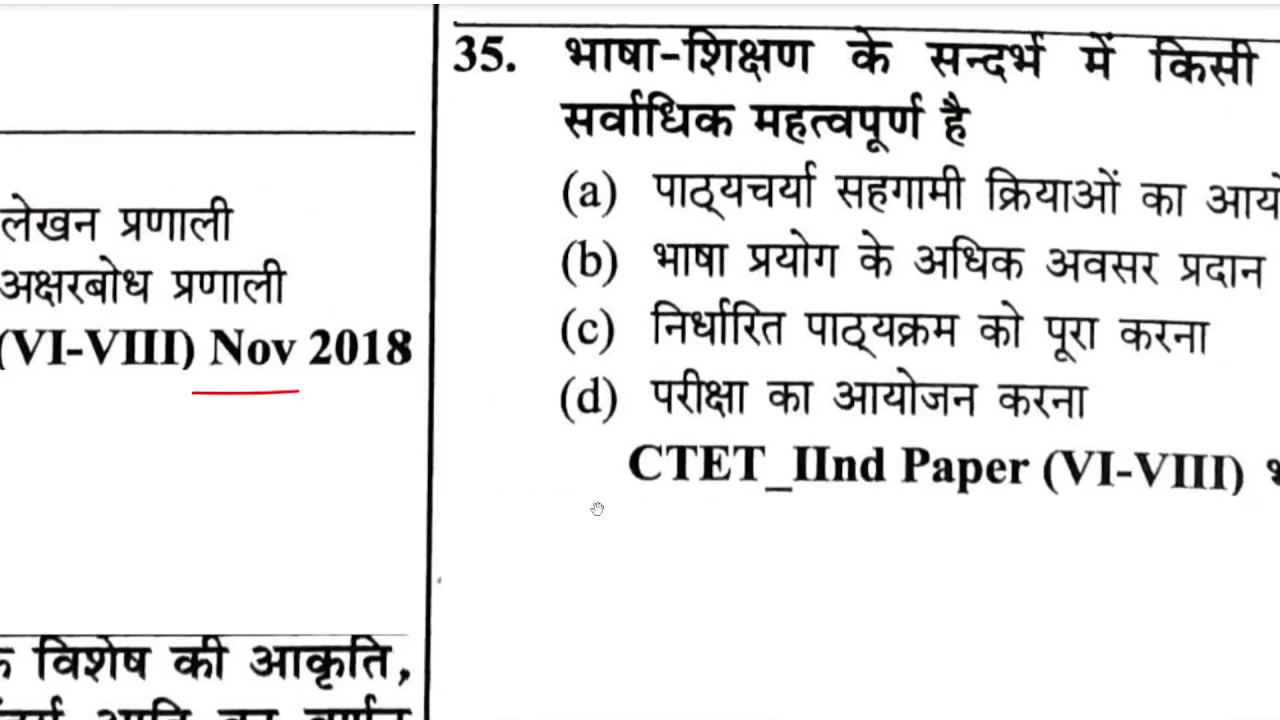 लेखन प्रणाली
अक्षरबोध प्रणाली
(VI-VIII) Nov 2018
विशेष की आकृति,
35. भाषा-शिक्षण के सन्दर्भ में किसी
सर्वाधिक महत्वपूर्ण है
(a) पाठ्यचर्या सहगामी क्रियाओं का
(b) भाषा प्रयोग के अधिक अवसर प्रदान
(c) निर्धारित पाठ्यक्रम को पूरा करना
(d) परीक्षा का आयोजन करना
CTET_IInd Paper (VI-VIII)